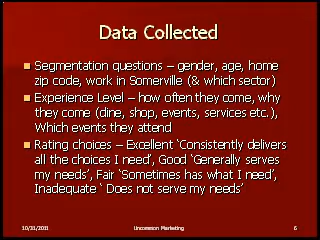 Data Collected
Segmentation questions – gender, age, home
zip code, work in Somerville (& which sector)
Experience Level – how often they come, why
they come (dine, shop, events, services etc.),
Which events they attend
Rating choices – Excellent ‘Consistently delivers
all the choices I need’, Good ‘Generally serves
my needs’, Fair ‘Sometimes has what I need’,
Inadequate ‘ Does not serve my needs’
10/31/2011 Uncommon Marketing 6